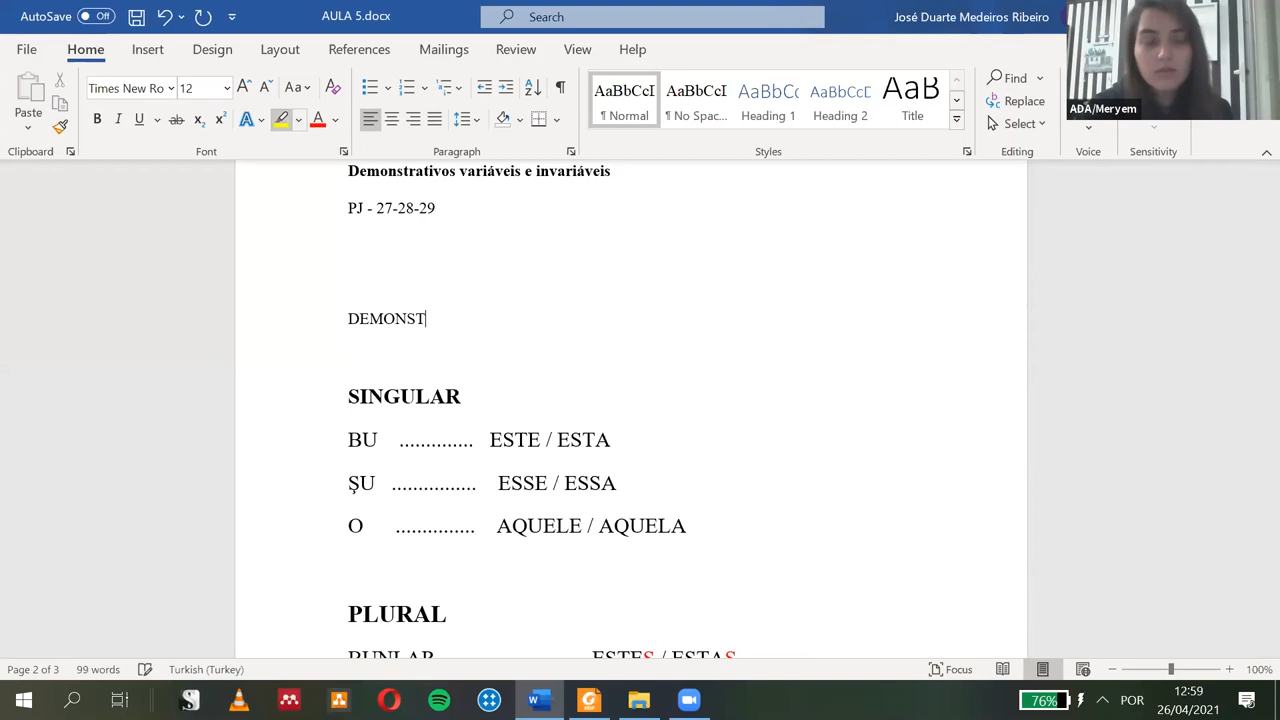 AutoSave Off AULA 5.docx Search José Duarte Medeiros Ribeiro
File Home Insert Design Layout References Mailings Review View Help
ADA/Meryem
Times New Ro 12 Aa
Paste
AaBbCcI AaBbCcI AaBbCc AaBbCcL AaB
¶ Normal ¶ No Spac... Heading 1 Heading 2 Title
Find
Replace
Select
Clipboard Font Paragraph Styles Editing Voice Sensitivity
Demonstrativos variáveis e invariáveis
PJ - 27-28-29
DEMONST
SINGULAR
BU .............. ESTE / ESTA
ŞU ................ ESSE / ESSA
O ............... AQUELE / AQUELA
PLURAL
BUNLAR ESTES / ESTAS
Page 2 of 3 99 words Turkish (Turkey) Focus 100%
76% POR 12:59
26/04/2021